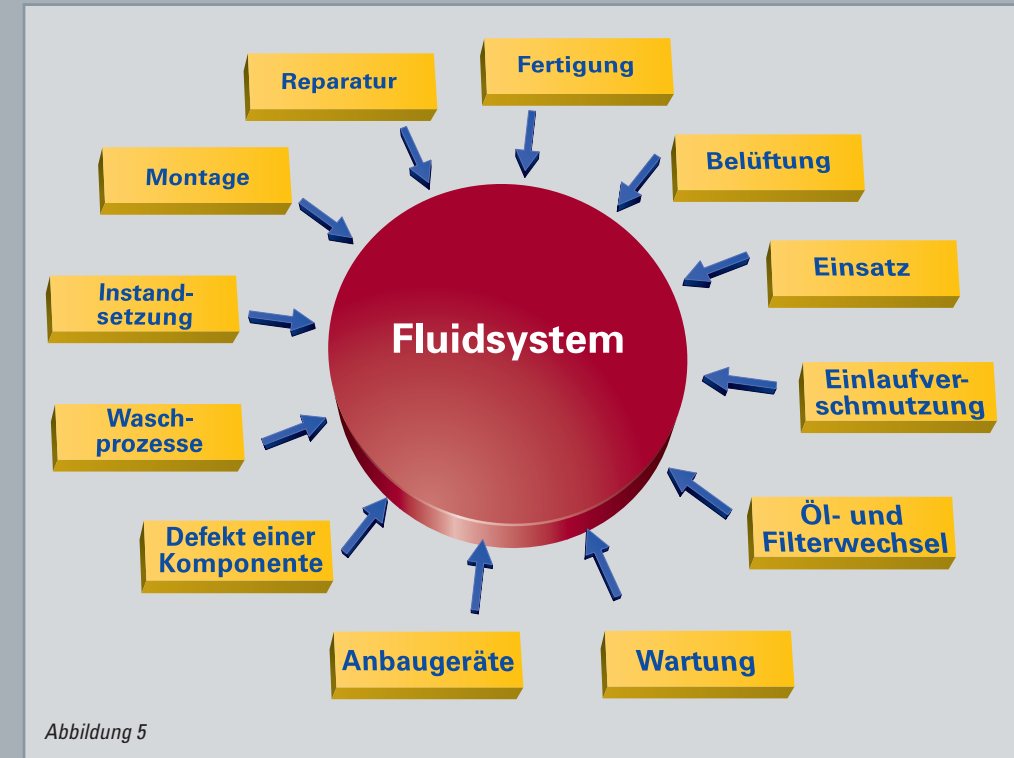 Reparatur
Fertigung
Montage
Belüftung
Einsatz
Instand-
setzung
Fluidsystem
Einlaufver-
schmutzung
Wasch-
prozesse
Öl- und
Filterwechsel
Defekt einer
Komponente
Anbaugeräte
Wartung
Abbildung 5